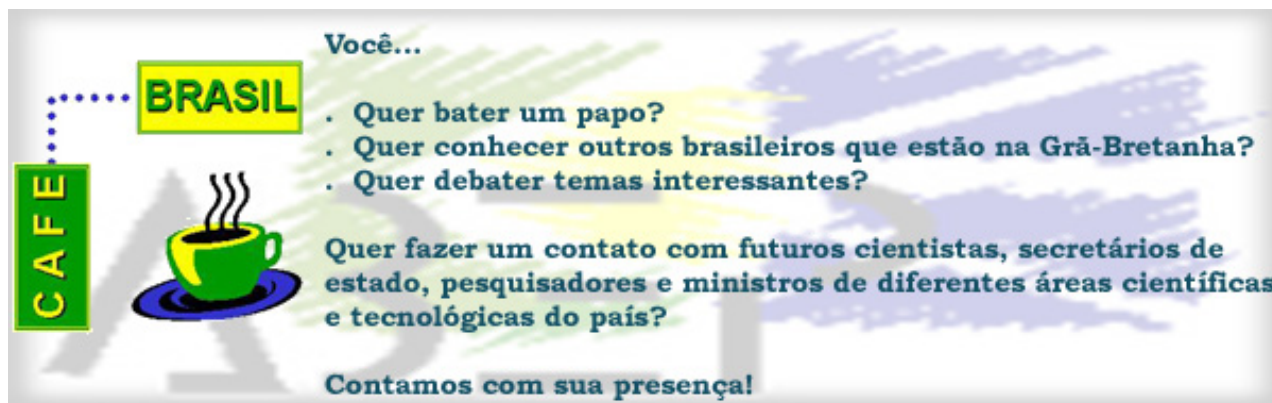 BRASIL
CAFE
Você...
. Quer bater um papo?
. Quer conhecer outros brasileiros que estão na Grã-Bretanha?
. Quer debater temas interessantes?
Quer fazer um contato com futuros cientistas, secretários de
estado, pesquisadores e ministros de diferentes áreas científicas
e tecnológicas do país?
Contamos com sua presença!